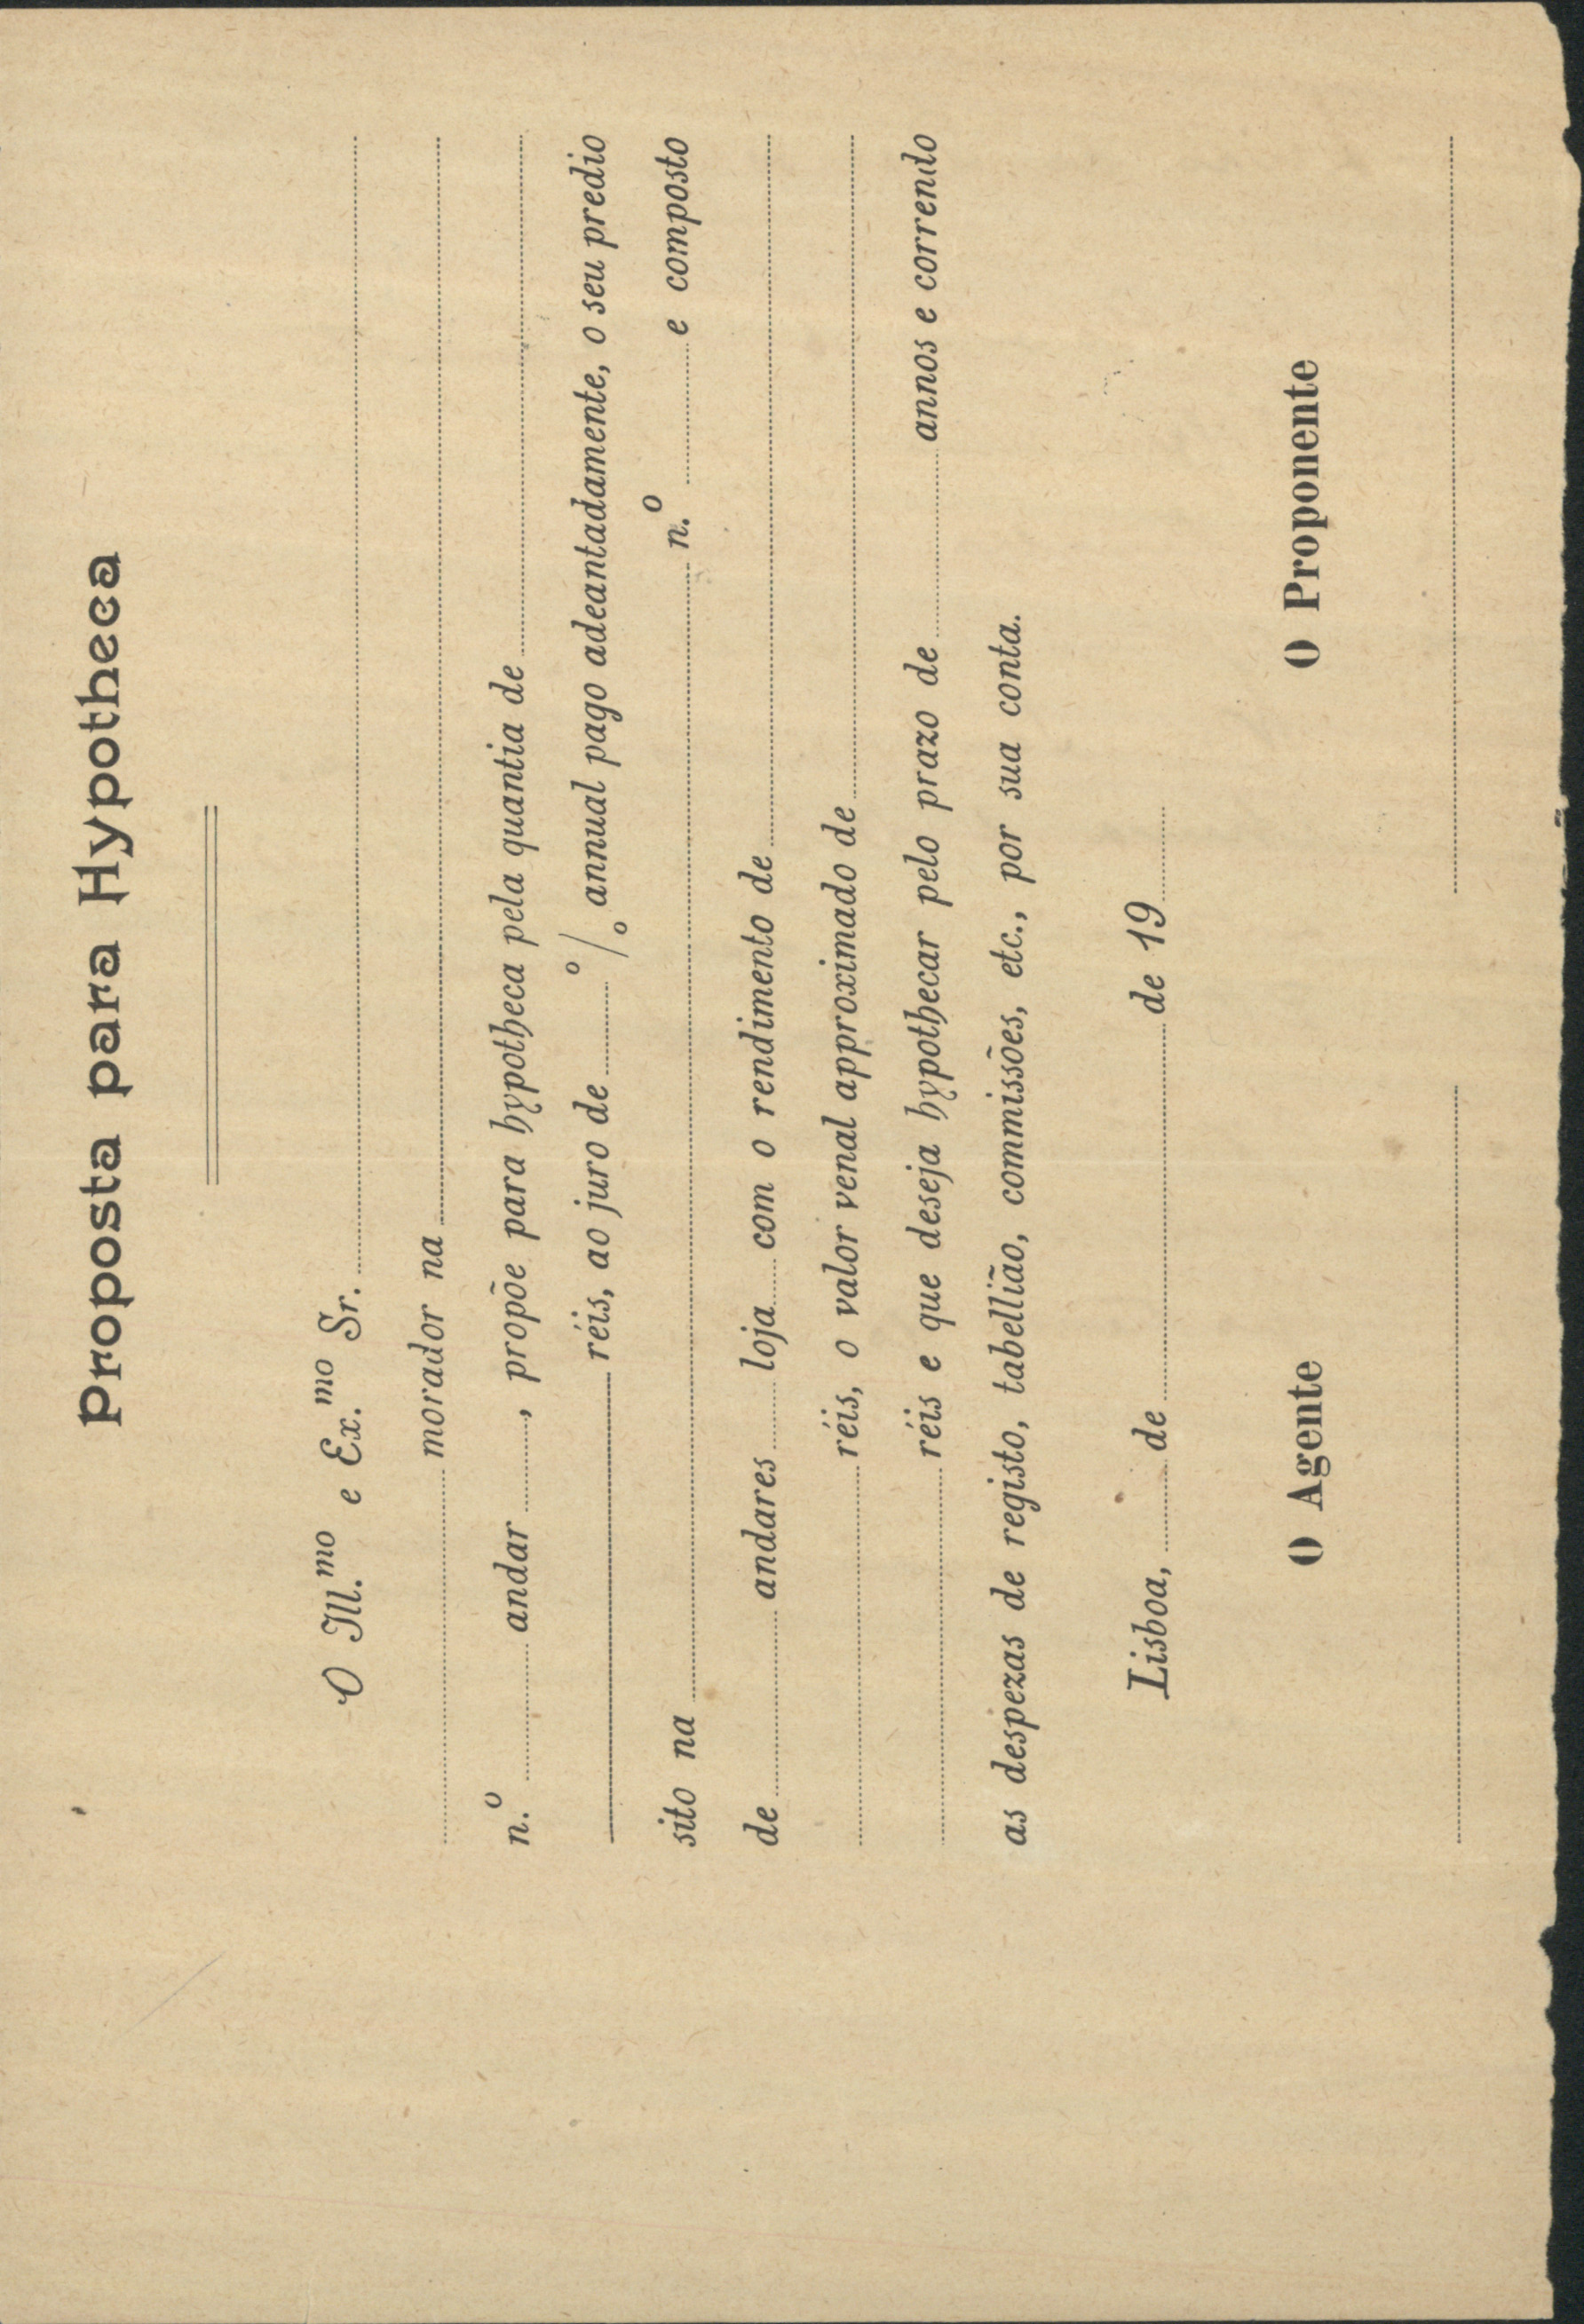 Proposta para Hypotheca
O Ill.mo e Ex.mo Sr.
morador na
n.o andar, propõe para hypotheca pela quantia de
réis, ao juro de % annual pago adeantadamente, o seu predio
sito na n.o e composto
de andares loja com o rendimento de
réis, o valor venal approximado de
réis e que deseja hypothecar pelo prazo de annos e correndo
as despezas de registo, tabellião, commissões, etc., por sua conta.
Lisboa, de de 19
O Agente O Proponente